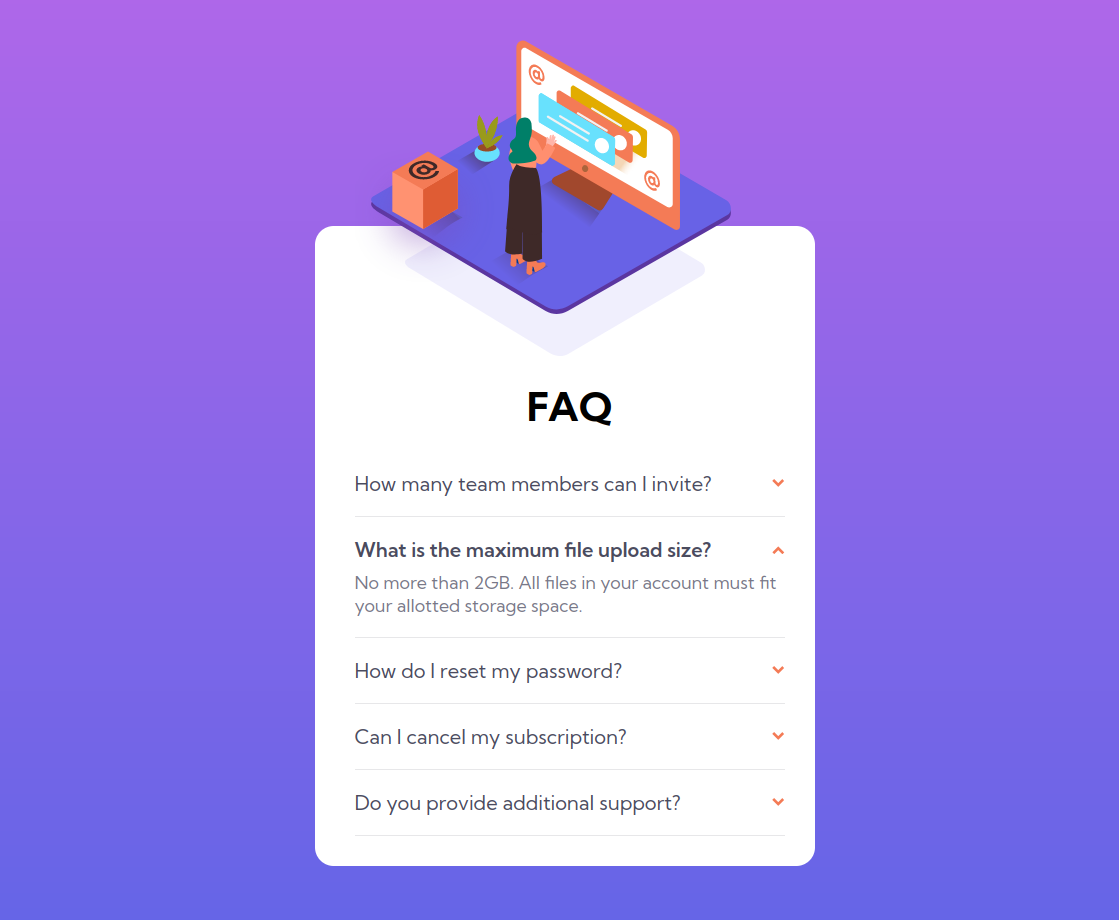 @
@
@
FAQ
How many team members can I invite?
What is the maximum file upload size?
No more than 2GB. All files in your account must fit
your allotted storage space.
How do I reset my password?
Can I cancel my subscription?
Do you provide additional support?